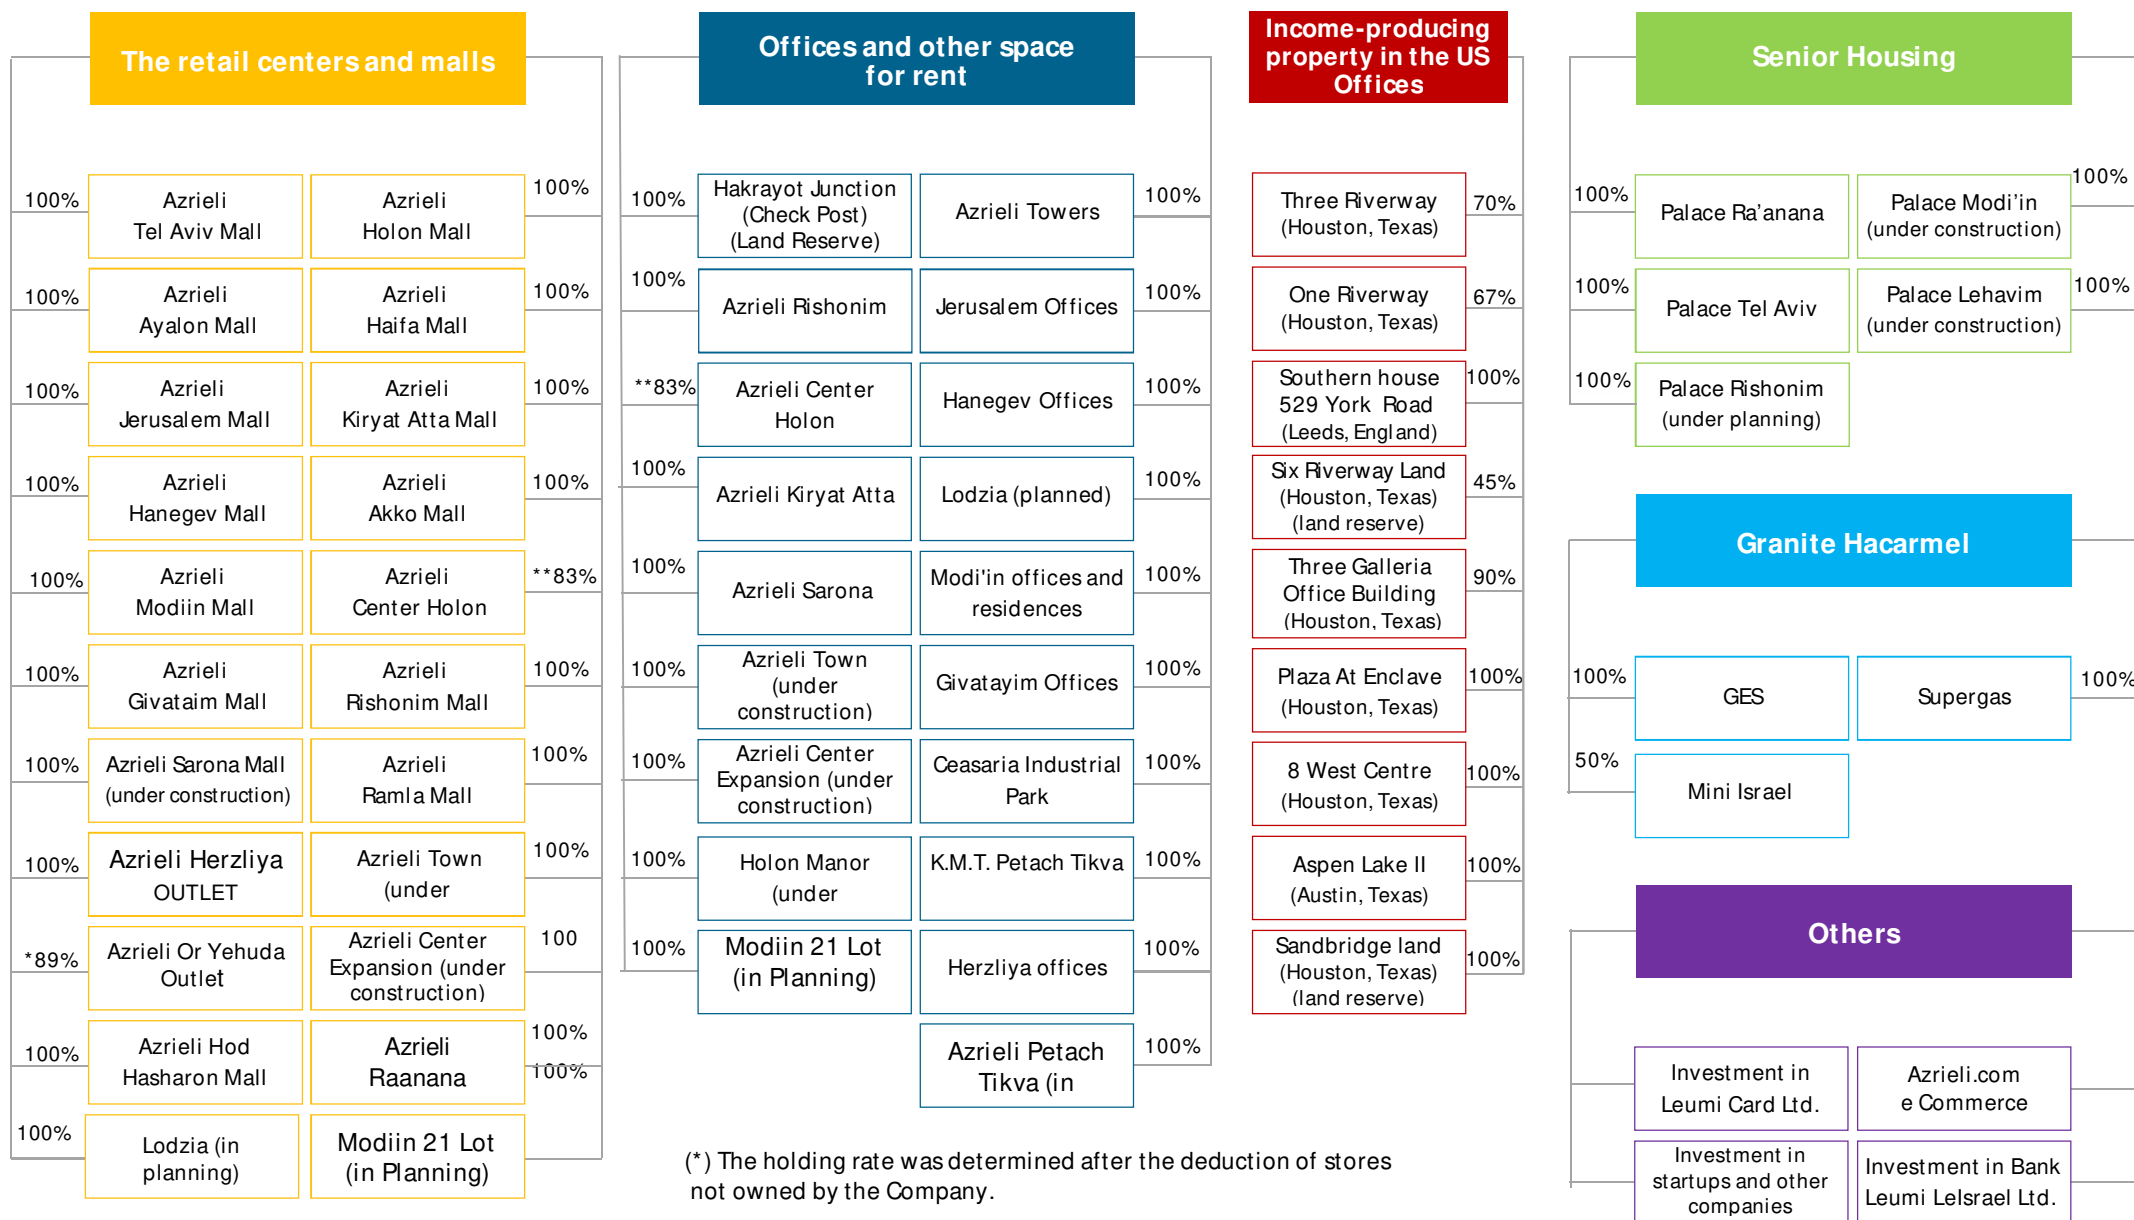 The retail centers and malls
100%
Azrieli
Tel Aviv Mall
Azrieli
Holon Mall
100%
100%
Azrieli
Ayalon Mall
Azrieli
Haifa Mall
100%
100%
Azrieli
Jerusalem Mall
Azrieli
Kiryat Atta Mall
100%
100%
Azrieli
Hanegev Mall
Azrieli
Akko Mall
100%
100%
Azrieli
Modiin Mall
Azrieli
Center Holon
**83%
100%
Azrieli
Givataim Mall
Azrieli
Rishonim Mall
100%
100%
Azrieli Sarona Mall
(under construction)
Azrieli
Ramla Mall
100%
100%
Azrieli Herzliya
OUTLET
Azrieli Town
(under
100%
*89%
Azrieli Or Yehuda
Outlet
Azrieli Center
Expansion (under
construction)
100
100%
Azrieli Hod
Hasharon Mall
Azrieli
Raanana
100%
100%
100%
Lodzia (in
planning)
Modiin 21 Lot
(in Planning)
Offices and other space
for rent
100%
Hakrayot Junction
(Check Post)
(Land Reserve)
Azrieli Towers
100%
100%
Azrieli Rishonim
Jerusalem Offices
100%
**83%
Azrieli Center
Holon
Hanegev Offices
100%
100%
Azrieli Kiryat Atta
Lodzia (planned)
100%
100%
Azrieli Sarona
Modi'in offices and
residences
100%
100%
Azrieli Town
(under
construction)
Givatayim Offices
100%
100%
Azrieli Center
Expansion (under
construction)
Ceasaria Industrial
Park
100%
100%
Holon Manor
(under
K.M.T. Petach Tikva
100%
100%
Modiin 21 Lot
(in Planning)
Herzliya offices
100%
Azrieli Petach
Tikva (in
100%
(*) The holding rate was determined after the deduction of stores
not owned by the Company.
Income-producing
property in the US
Offices
Three Riverway
(Houston, Texas)
70%
One Riverway
(Houston, Texas)
67%
Southern house
529 York Road
(Leeds, England)
100%
Six Riverway Land
(Houston, Texas)
(land reserve)
45%
Three Galleria
Office Building
(Houston, Texas)
90%
Plaza At Enclave
(Houston, Texas)
100%
8 West Centre
(Houston, Texas)
100%
Aspen Lake II
(Austin, Texas)
100%
Sandbridge land
(Houston, Texas)
(land reserve)
100%
Senior Housing
100%
Palace Ra’anana
Palace Modi’in
(under construction)
100%
100%
Palace Tel Aviv
Palace Lehavim
(under construction)
100%
100%
Palace Rishonim
(under planning)
Granite Hacarmel
100%
GES
Supergas
100%
50%
Mini Israel
Others
Investment in
Leumi Card Ltd.
Azrieli.com
e Commerce
Investment in
startups and other
companies
Investment in Bank
Leumi LeIsrael Ltd.